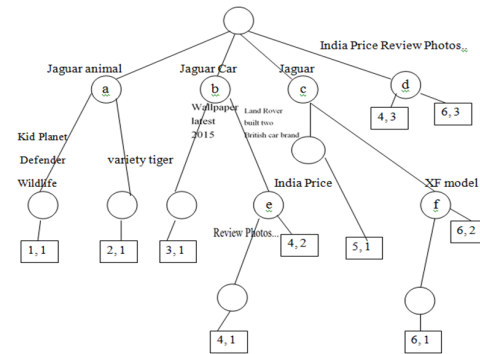 India Price Review Photos..
Jaguar animal
Jaguar Car
Jaguar
a
b
c
d
Wallpaper
latest
2015
Land Rover
built two
British car brand
4, 3
6, 3
Kid Planet
Defender
Wildlife
variety tiger
India Price
XF model
e
f
Review Photos...
1, 1
2, 1
3, 1
4, 2
5, 1
6, 2
4, 1
6, 1